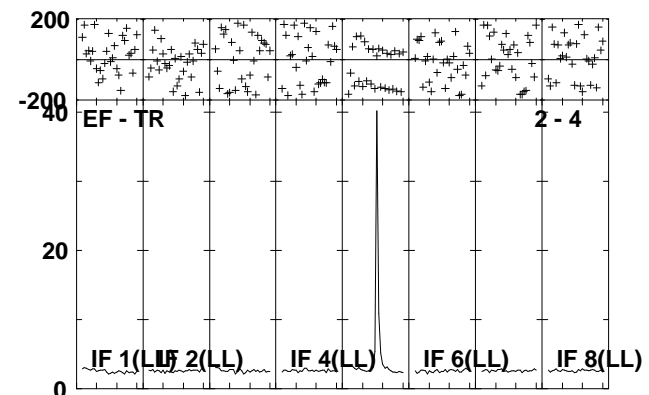 200
-200
40
EF - TR
2 - 4
20
IF 1(LL)
IF 2(LL)
IF 4(LL)
IF 6(LL)
IF 8(LL)
0